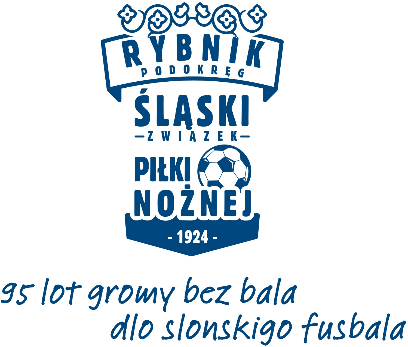 RYBNIK
PODOKRĘG
ŚLĄSKI
ZWIĄZEK
PIŁKI
NOŻNEJ
- 1924 -
95 lot gromy bez bala
dlo slonskigo fusbala